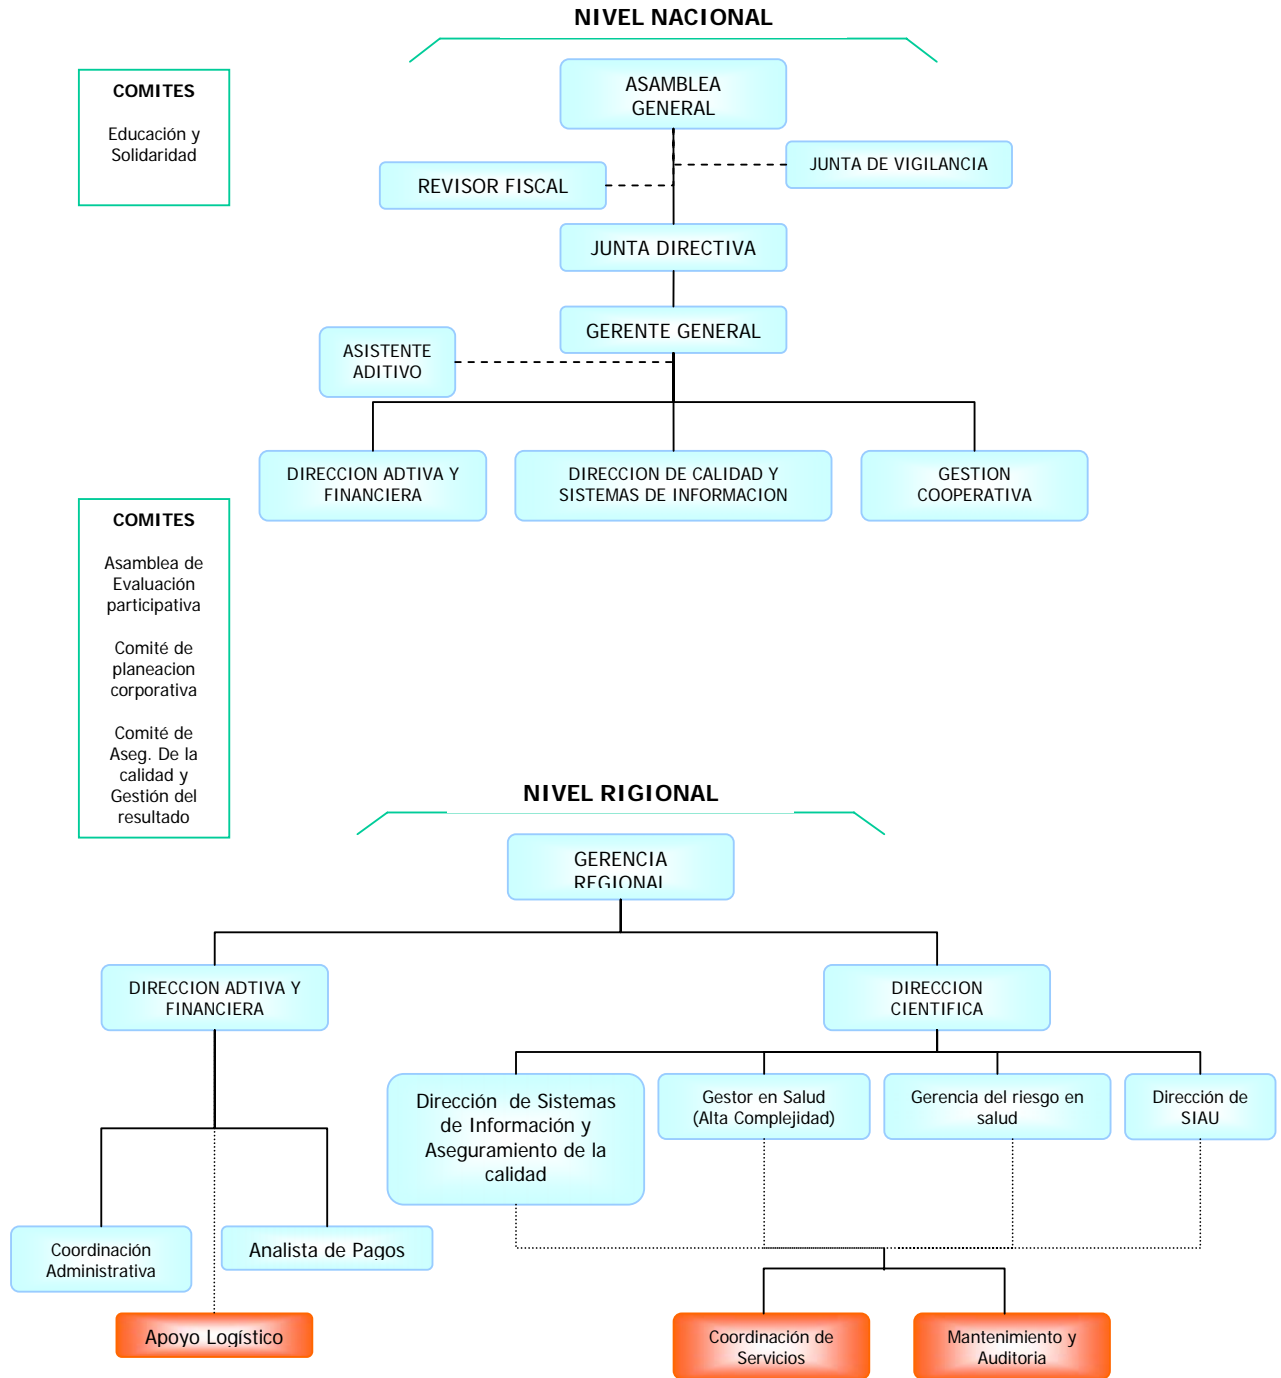 NIVEL NACIONAL
COMITES
Educación y
Solidaridad
ASAMBLEA
GENERAL
JUNTA DE VIGILANCIA
REVISOR FISCAL
JUNTA DIRECTIVA
GERENTE GENERAL
ASISTENTE
ADITIVO
DIRECCION ADTIVA Y
FINANCIERA
DIRECCION DE CALIDAD Y
SISTEMAS DE INFORMACION
GESTION
COOPERATIVA
COMITES
Asamblea de
Evaluación
participativa
Comité de
planeacion
corporativa
Comité de
Aseg. De la
calidad y
Gestión del
resultado
NIVEL RIGIONAL
GERENCIA
REGIONAL
DIRECCION ADTIVA Y
FINANCIERA
DIRECCION
CIENTIFICA
Dirección de Sistemas
de Información y
Aseguramiento de la
calidad
Gestor en Salud
(Alta Complejidad)
Gerencia del riesgo en
salud
Dirección de
SIAU
Coordinación
Administrativa
Analista de Pagos
Apoyo Logístico
Coordinación de
Servicios
Mantenimiento y
Auditoria